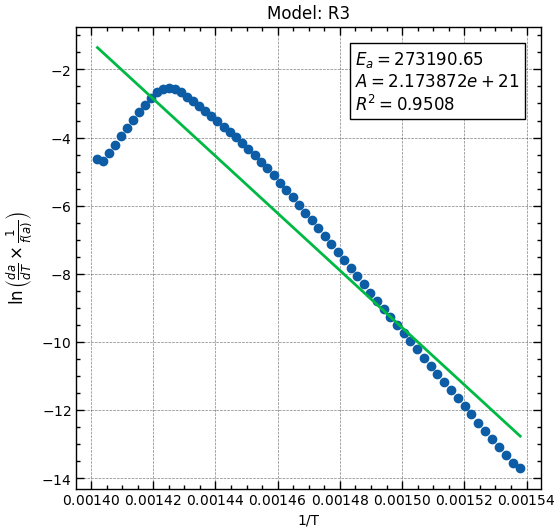 Model: R3
E_a = 273190.65
A = 2.173872e + 21
R^2 = 0.9508
ln (da/dT × 1/f(a))
−2
−4
−6
−8
−10
−12
−14
0.00140 0.00142 0.00144 0.00146 0.00148 0.00150 0.00152 0.00154
1/T